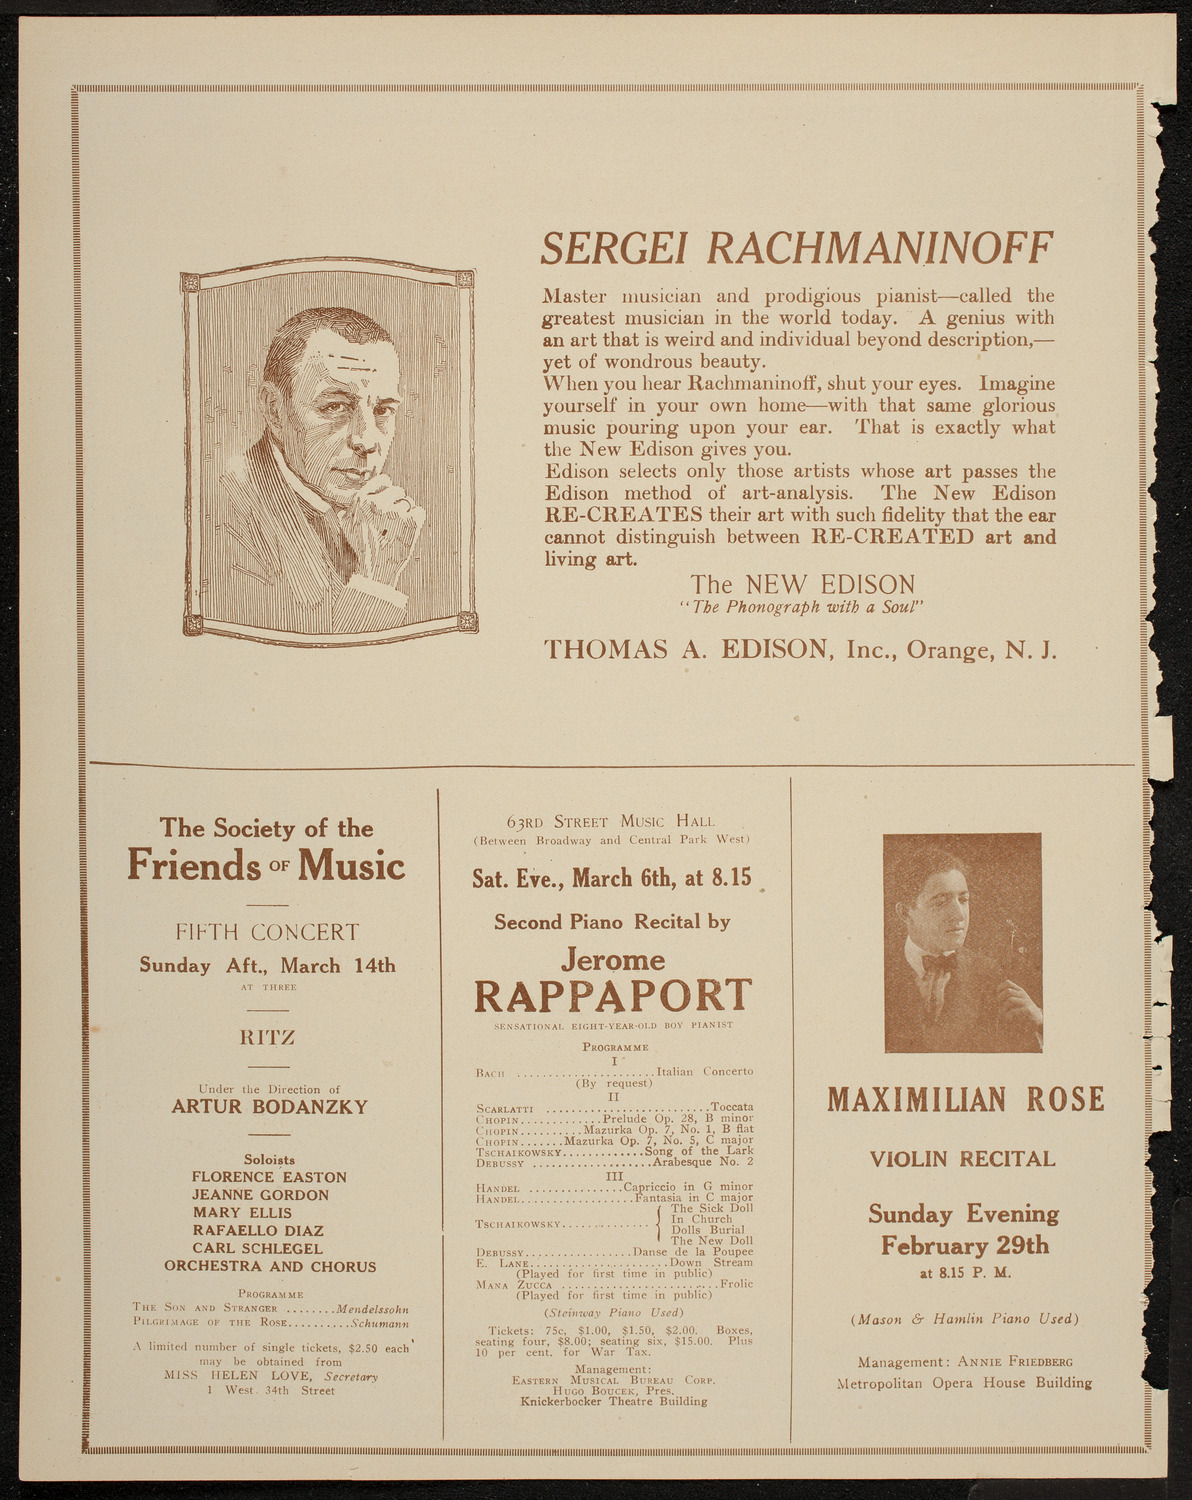 SERGEI RACHMANINOFF
Master musician and prodigious pianist—called the
greatest musician in the world today. A genius with
an art that is weird and individual beyond description,—
yet of wondrous beauty.
When you hear Rachmaninoff, shut your eyes. Imagine
yourself in your own home—with that same glorious
music pouring upon your ear. That is exactly what
the New Edison gives you.
Edison selects only those artists whose art passes the
Edison method of art-analysis. The New Edison
RE-CREATES their art with such fidelity that the ear
cannot distinguish between RE-CREATED art and
living art.
The NEW EDISON
"The Phonograph with a Soul"
THOMAS A. EDISON, Inc., Orange, N. J.
The Society of the
Friends OF Music
FIFTH CONCERT
Sunday Aft., March 14th
AT THREE
RITZ
Under the Direction of
ARTUR BODANZKY
Soloists
FLORENCE EASTON
JEANNE GORDON
MARY ELLIS
RAFAELLO DIAZ
CARL SCHLEGEL
ORCHESTRA AND CHORUS
PROGRAMME
THE SON AND STRANGER ........Mendelssohn
PILGRIMAGE OF THE ROSE..........Schumann
A limited number of single tickets, $2.50 each
may be obtained from
MISS HELEN LOVE, Secretary
1 West 34th Street
63RD STREET MUSIC HALL
(Between Broadway and Central Park West)
Sat. Eve., March 6th, at 8.15
Second Piano Recital by
Jerome
RAPPAPORT
SENSATIONAL EIGHT-YEAR-OLD BOY PIANIST
PROGRAMME
I
BACH ......................Italian Concerto
(By request)
II
SCARLATTI ..........................Toccata
CHOPIN.............Prelude Op. 28, B minor
CHOPIN..........Mazurka Op. 7, No. 1, B flat
CHOPIN.......Mazurka Op. 7, No. 5, C major
TSCHAIKOWSKY.............Song of the Lark
DEBUSSY ...................Arabesque No. 2
III
HANDEL ...............Capriccio in G minor
HANDEL..................Fantasia in C major
TSCHAIKOWSKY.............. { The Sick Doll
In Church
Dolls Burial
The New Doll
DEBUSSY.................Danse de la Poupee
E. LANE......................Down Stream
(Played for first time in public)
MANA ZUCCA ..........................Frolic
(Played for first time in public)
(Steinway Piano Used)
Tickets: 75c, $1.00, $1.50, $2.00. Boxes,
seating four, $8.00; seating six, $15.00. Plus
10 per cent. for War Tax.
Management:
EASTERN MUSICAL BUREAU CORP.
HUGO BOUCEK, Pres.
Knickerbocker Theatre Building
MAXIMILIAN ROSE
VIOLIN RECITAL
Sunday Evening
February 29th
at 8.15 P. M.
(Mason & Hamlin Piano Used)
Management: ANNIE FRIEDBERG
Metropolitan Opera House Building